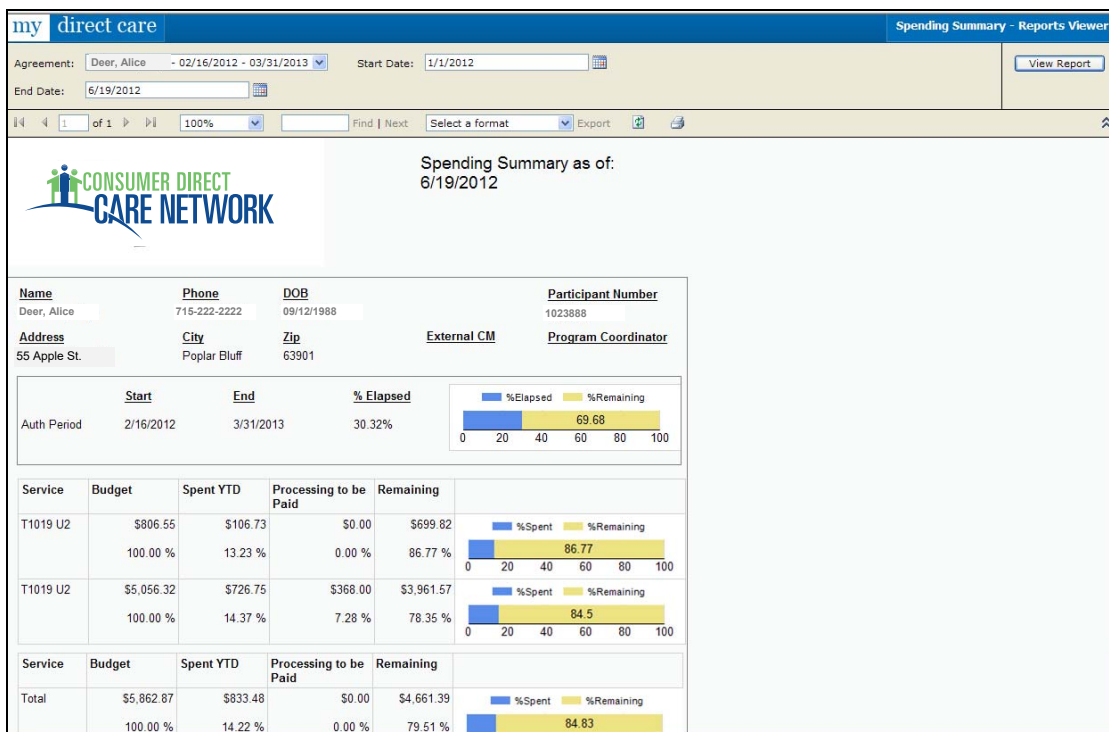 my direct care
Spending Summary - Reports Viewer
Agreement: Deer, Alice - 02/16/2012 - 03/31/2013 Start Date: 1/1/2012 View Report
End Date: 6/19/2012
1 of 1 100% Find | Next Select a format Export
CONSUMER DIRECT
CARE NETWORK
Spending Summary as of:
6/19/2012
Name Phone DOB Participant Number
Deer, Alice 715-222-2222 09/12/1988 1023888
Address City Zip External CM Program Coordinator
55 Apple St. Poplar Bluff 63901
Start End % Elapsed %Elapsed %Remaining
Auth Period 2/16/2012 3/31/2013 30.32% 69.68
0 20 40 60 80 100
Service Budget Spent YTD Processing to be Paid Remaining
T1019 U2 $806.55 $106.73 $0.00 $699.82 %Spent %Remaining
100.00 % 13.23 % 0.00 % 86.77 % 86.77
0 20 40 60 80 100
T1019 U2 $5,056.32 $726.75 $368.00 $3,961.57 %Spent %Remaining
100.00 % 14.37 % 7.28 % 78.35 % 84.5
0 20 40 60 80 100
Service Budget Spent YTD Processing to be Paid Remaining
Total $5,862.87 $833.48 $0.00 $4,661.39 %Spent %Remaining
100.00 % 14.22 % 0.00 % 79.51 % 84.83